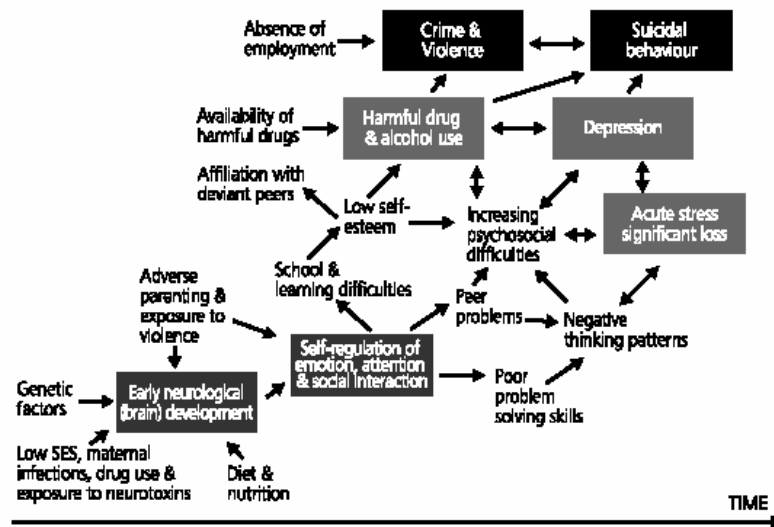 Absence of
employment
Crime &
Violence
Suicidal
behaviour
Availability of
harmful drugs
Harmful drug
& alcohol use
Depression
Affiliation with
deviant peers
Low self-
esteem
Increasing
psychosocial
difficulties
Acute stress
significant loss
School &
learning difficulties
Adverse
parenting &
exposure to
violence
Peer
problems
Negative
thinking patterns
Self-regulation of
emotion, attention
& social interaction
Poor
problem
solving skills
Genetic
factors
Early neurological
(brain) development
Low SES, maternal
infections, drug use &
exposure to neurotoxins
Diet &
nutrition
TIME